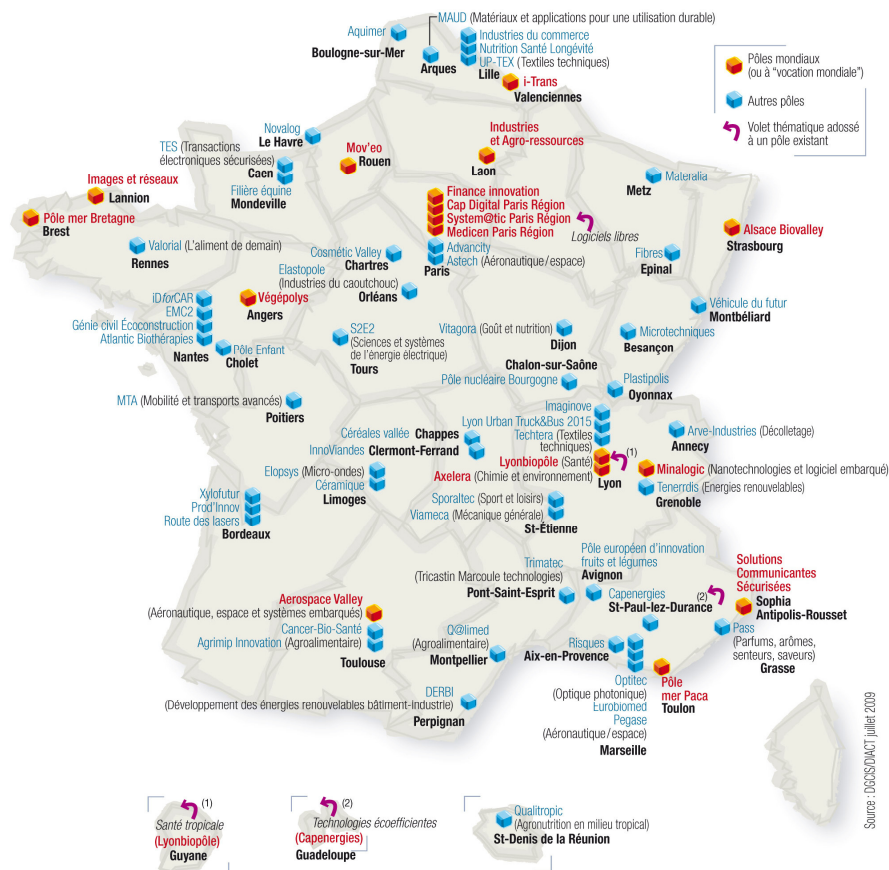 MAUD (Matériaux et applications pour une utilisation durable)
Aquimer
Boulogne-sur-Mer
Arques
Industries du commerce
Nutrition Santé Longévité
UP-TEX (Textiles techniques)
Lille
i-Trans
Valenciennes
Pôles mondiaux
(ou à “vocation mondiale”)
Autres pôles
Volet thématique adossé
à un pôle existant
Novalog
Le Havre
TES (Transactions
électroniques sécurisées)
Caen
Filière équine
Mondeville
Mov'eo
Rouen
Industries
et Agro-ressources
Laon
Materalia
Metz
Images et réseaux
Lannion
Pôle mer Bretagne
Brest
Valorial (L'aliment de demain)
Rennes
Finance innovation
Cap Digital Paris Région
System@tic Paris Région
Medicen Paris Région
Logiciels libres
Advancity
Astech (Aéronautique/espace)
Paris
Alsace Biovalley
Strasbourg
Fibres
Epinal
Cosmétic Valley
Chartres
Elastopole
(Industries du caoutchouc)
Orléans
iDforCAR
EMC2
Génie civil Écoconstruction
Atlantic Biothérapies
Nantes
Végépolys
Angers
Pôle Enfant
Cholet
S2E2
(Sciences et systèmes
de l'énergie électrique)
Tours
Vitagora (Goût et nutrition)
Dijon
Véhicule du futur
Montbéliard
Microtechniques
Besançon
Chalon-sur-Saône
Pôle nucléaire Bourgogne
Plastipolis
Oyonnax
MTA (Mobilité et transports avancés)
Poitiers
Imaginove
Lyon Urban Truck&Bus 2015
Techtera (Textiles
techniques)
Lyonbiopôle (Santé)
(1)
Axelera (Chimie et environnement)
Lyon
Arve-Industries (Décolletage)
Annecy
Céréales vallée
Chappes
InnoViandes
Clermont-Ferrand
Elopsys (Micro-ondes)
Céramique
Limoges
Minalogic (Nanotechnologies et logiciel embarqué)
Tenerrdis (Energies renouvelables)
Grenoble
Sporaltec (Sport et loisirs)
Viameca (Mécanique générale)
St-Étienne
Xylofutur
Prod'Innov
Route des lasers
Bordeaux
Trimatec
(Tricastin Marcoule technologies)
Pont-Saint-Esprit
Pôle européen d'innovation
fruits et légumes
Avignon
Capenergies
(2)
St-Paul-lez-Durance
Solutions
Communicantes
Sécurisées
Sophia
Antipolis-Rousset
Aerospace Valley
(Aéronautique, espace et systèmes embarqués)
Cancer-Bio-Santé
Agrimip Innovation (Agroalimentaire)
Toulouse
Q@limed
(Agroalimentaire)
Montpellier
Risques
Aix-en-Provence
Pass
(Parfums, arômes,
senteurs, saveurs)
Grasse
Optitec
(Optique photonique)
Eurobiomed
Pegase
(Aéronautique/espace)
Marseille
Pôle
mer Paca
Toulon
DERBI
(Développement des énergies renouvelables bâtiment-industrie)
Perpignan
Source : DGCIS/DIACT juillet 2009
(1)
Santé tropicale
(Lyonbiopôle)
Guyane
(2)
Technologies écoefficientes
(Capenergies)
Guadeloupe
Qualitropic
(Agronutrition en milieu tropical)
St-Denis de la Réunion